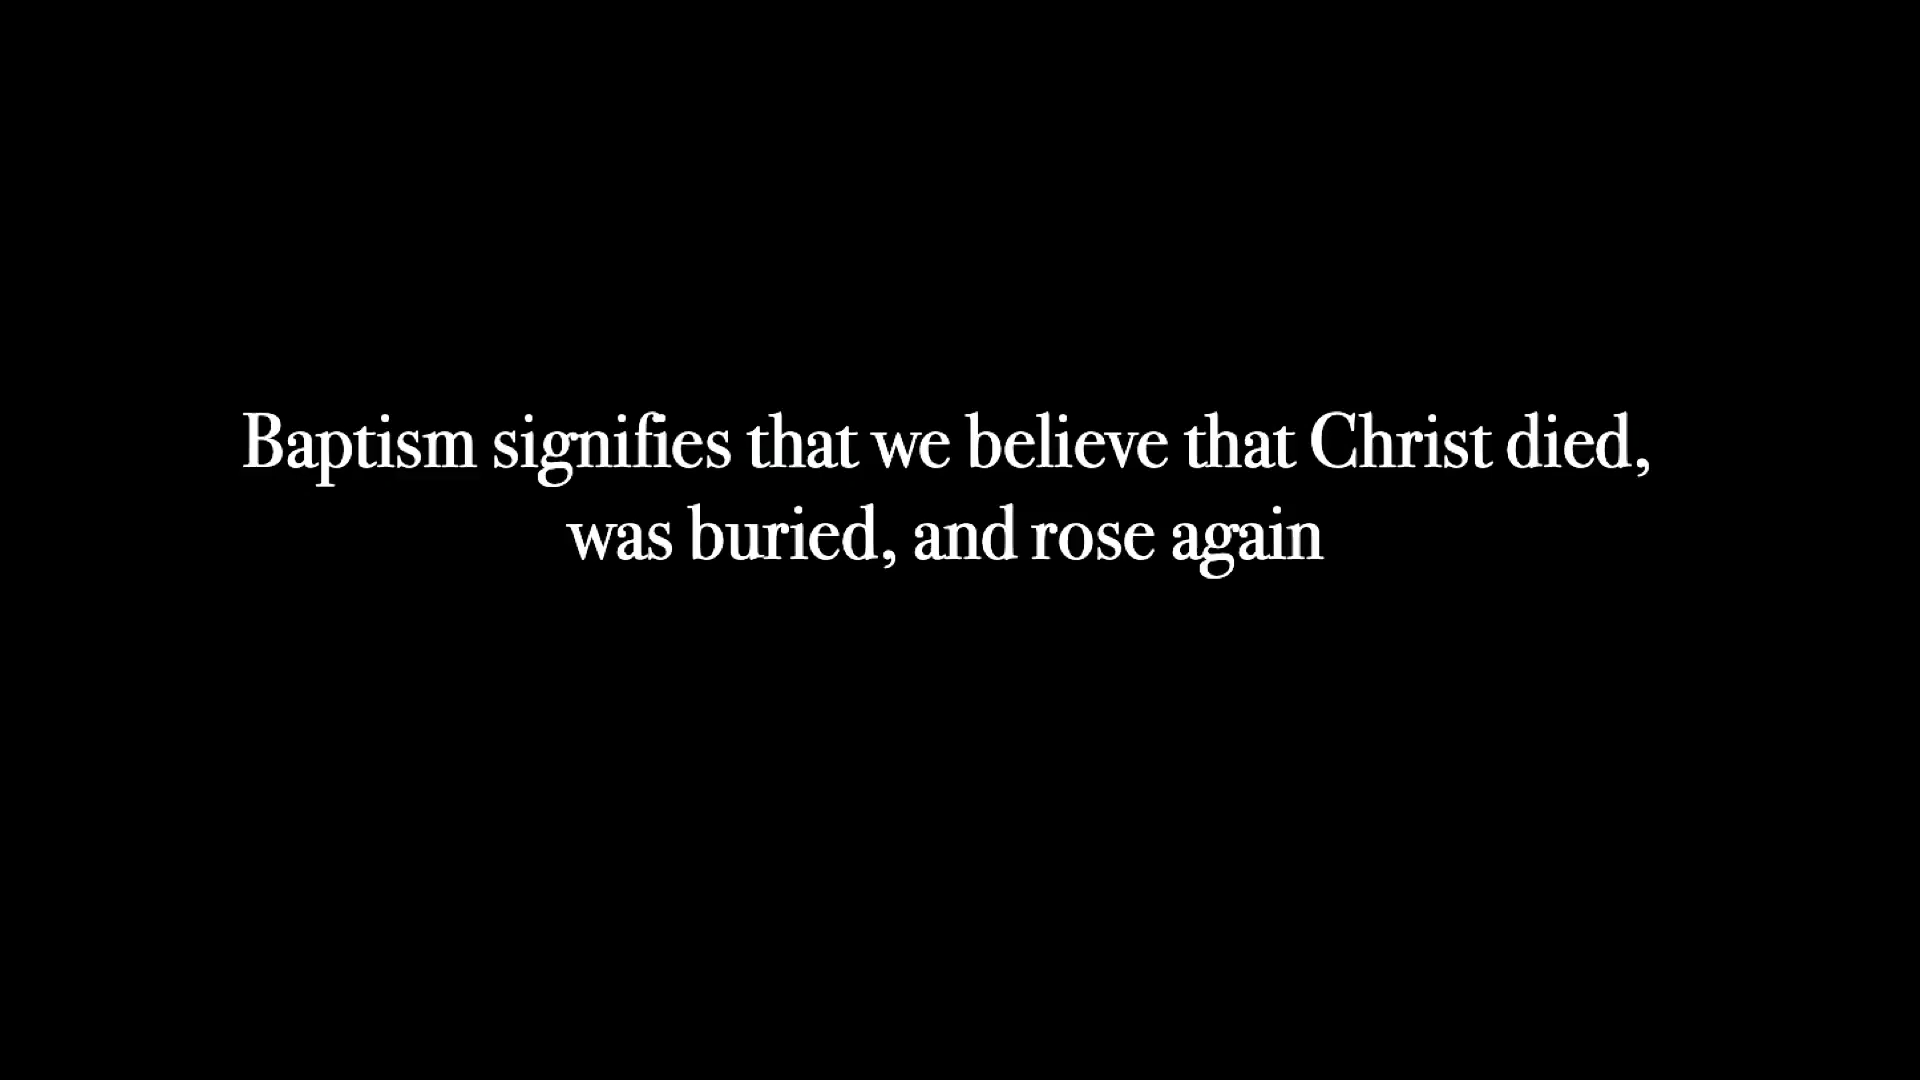 Baptism signifies that we believe that Christ died,
was buried, and rose again